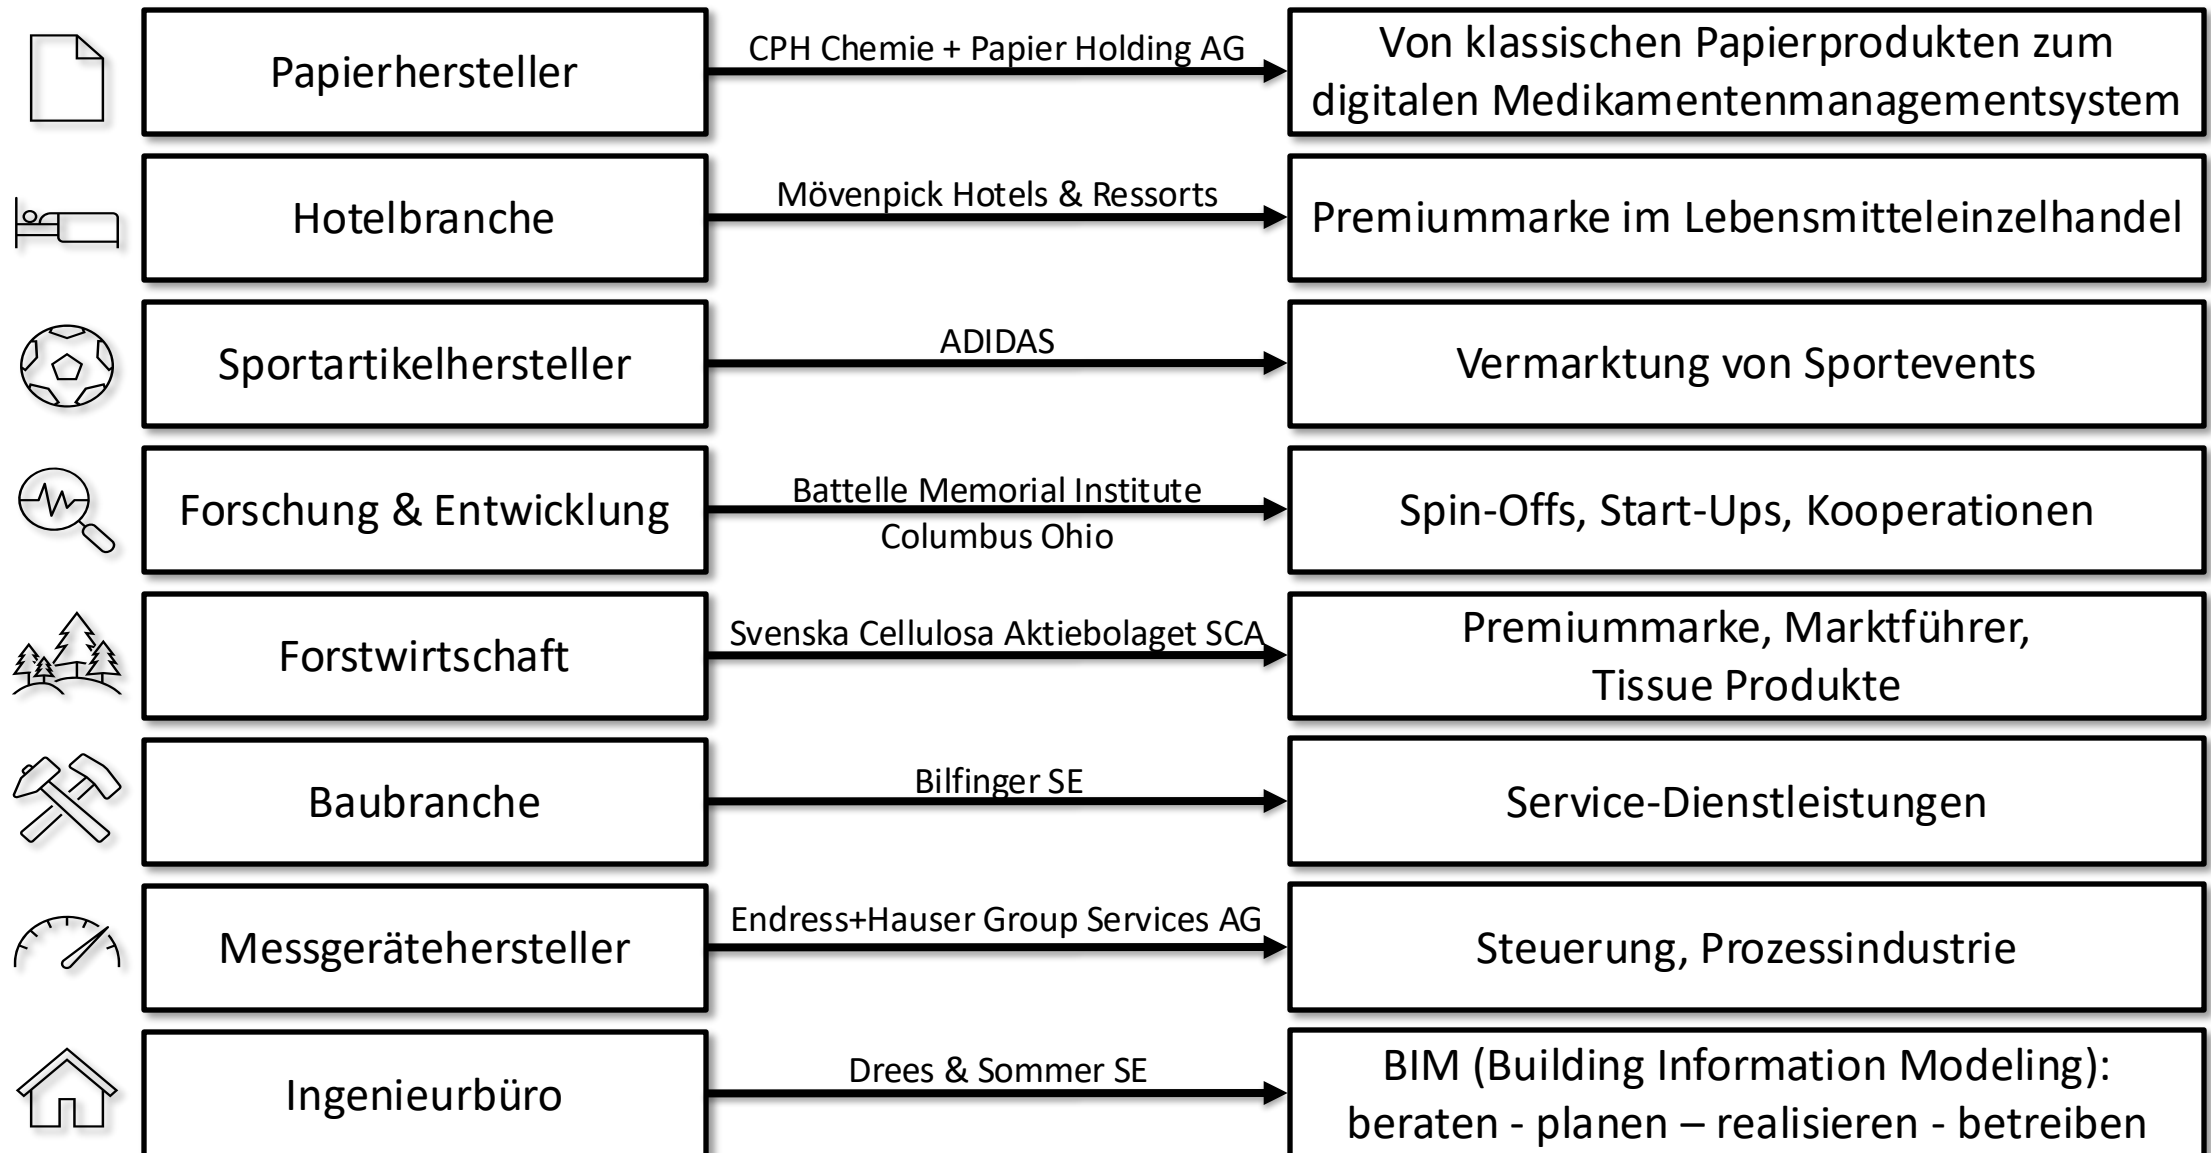 Papierhersteller
CPH Chemie + Papier Holding AG
Von klassischen Papierprodukten zum
digitalen Medikamentenmanagementsystem
Hotelbranche
Mövenpick Hotels & Ressorts
Premiummarke im Lebensmitteleinzelhandel
Sportartikelhersteller
ADIDAS
Vermarktung von Sportevents
Forschung & Entwicklung
Battelle Memorial Institute
Columbus Ohio
Spin-Offs, Start-Ups, Kooperationen
Forstwirtschaft
Svenska Cellulosa Aktiebolaget SCA
Premiummarke, Marktführer,
Tissue Produkte
Baubranche
Bilfinger SE
Service-Dienstleistungen
Messgerätehersteller
Endress+Hauser Group Services AG
Steuerung, Prozessindustrie
Ingenieurbüro
Drees & Sommer SE
BIM (Building Information Modeling):
beraten - planen – realisieren - betreiben